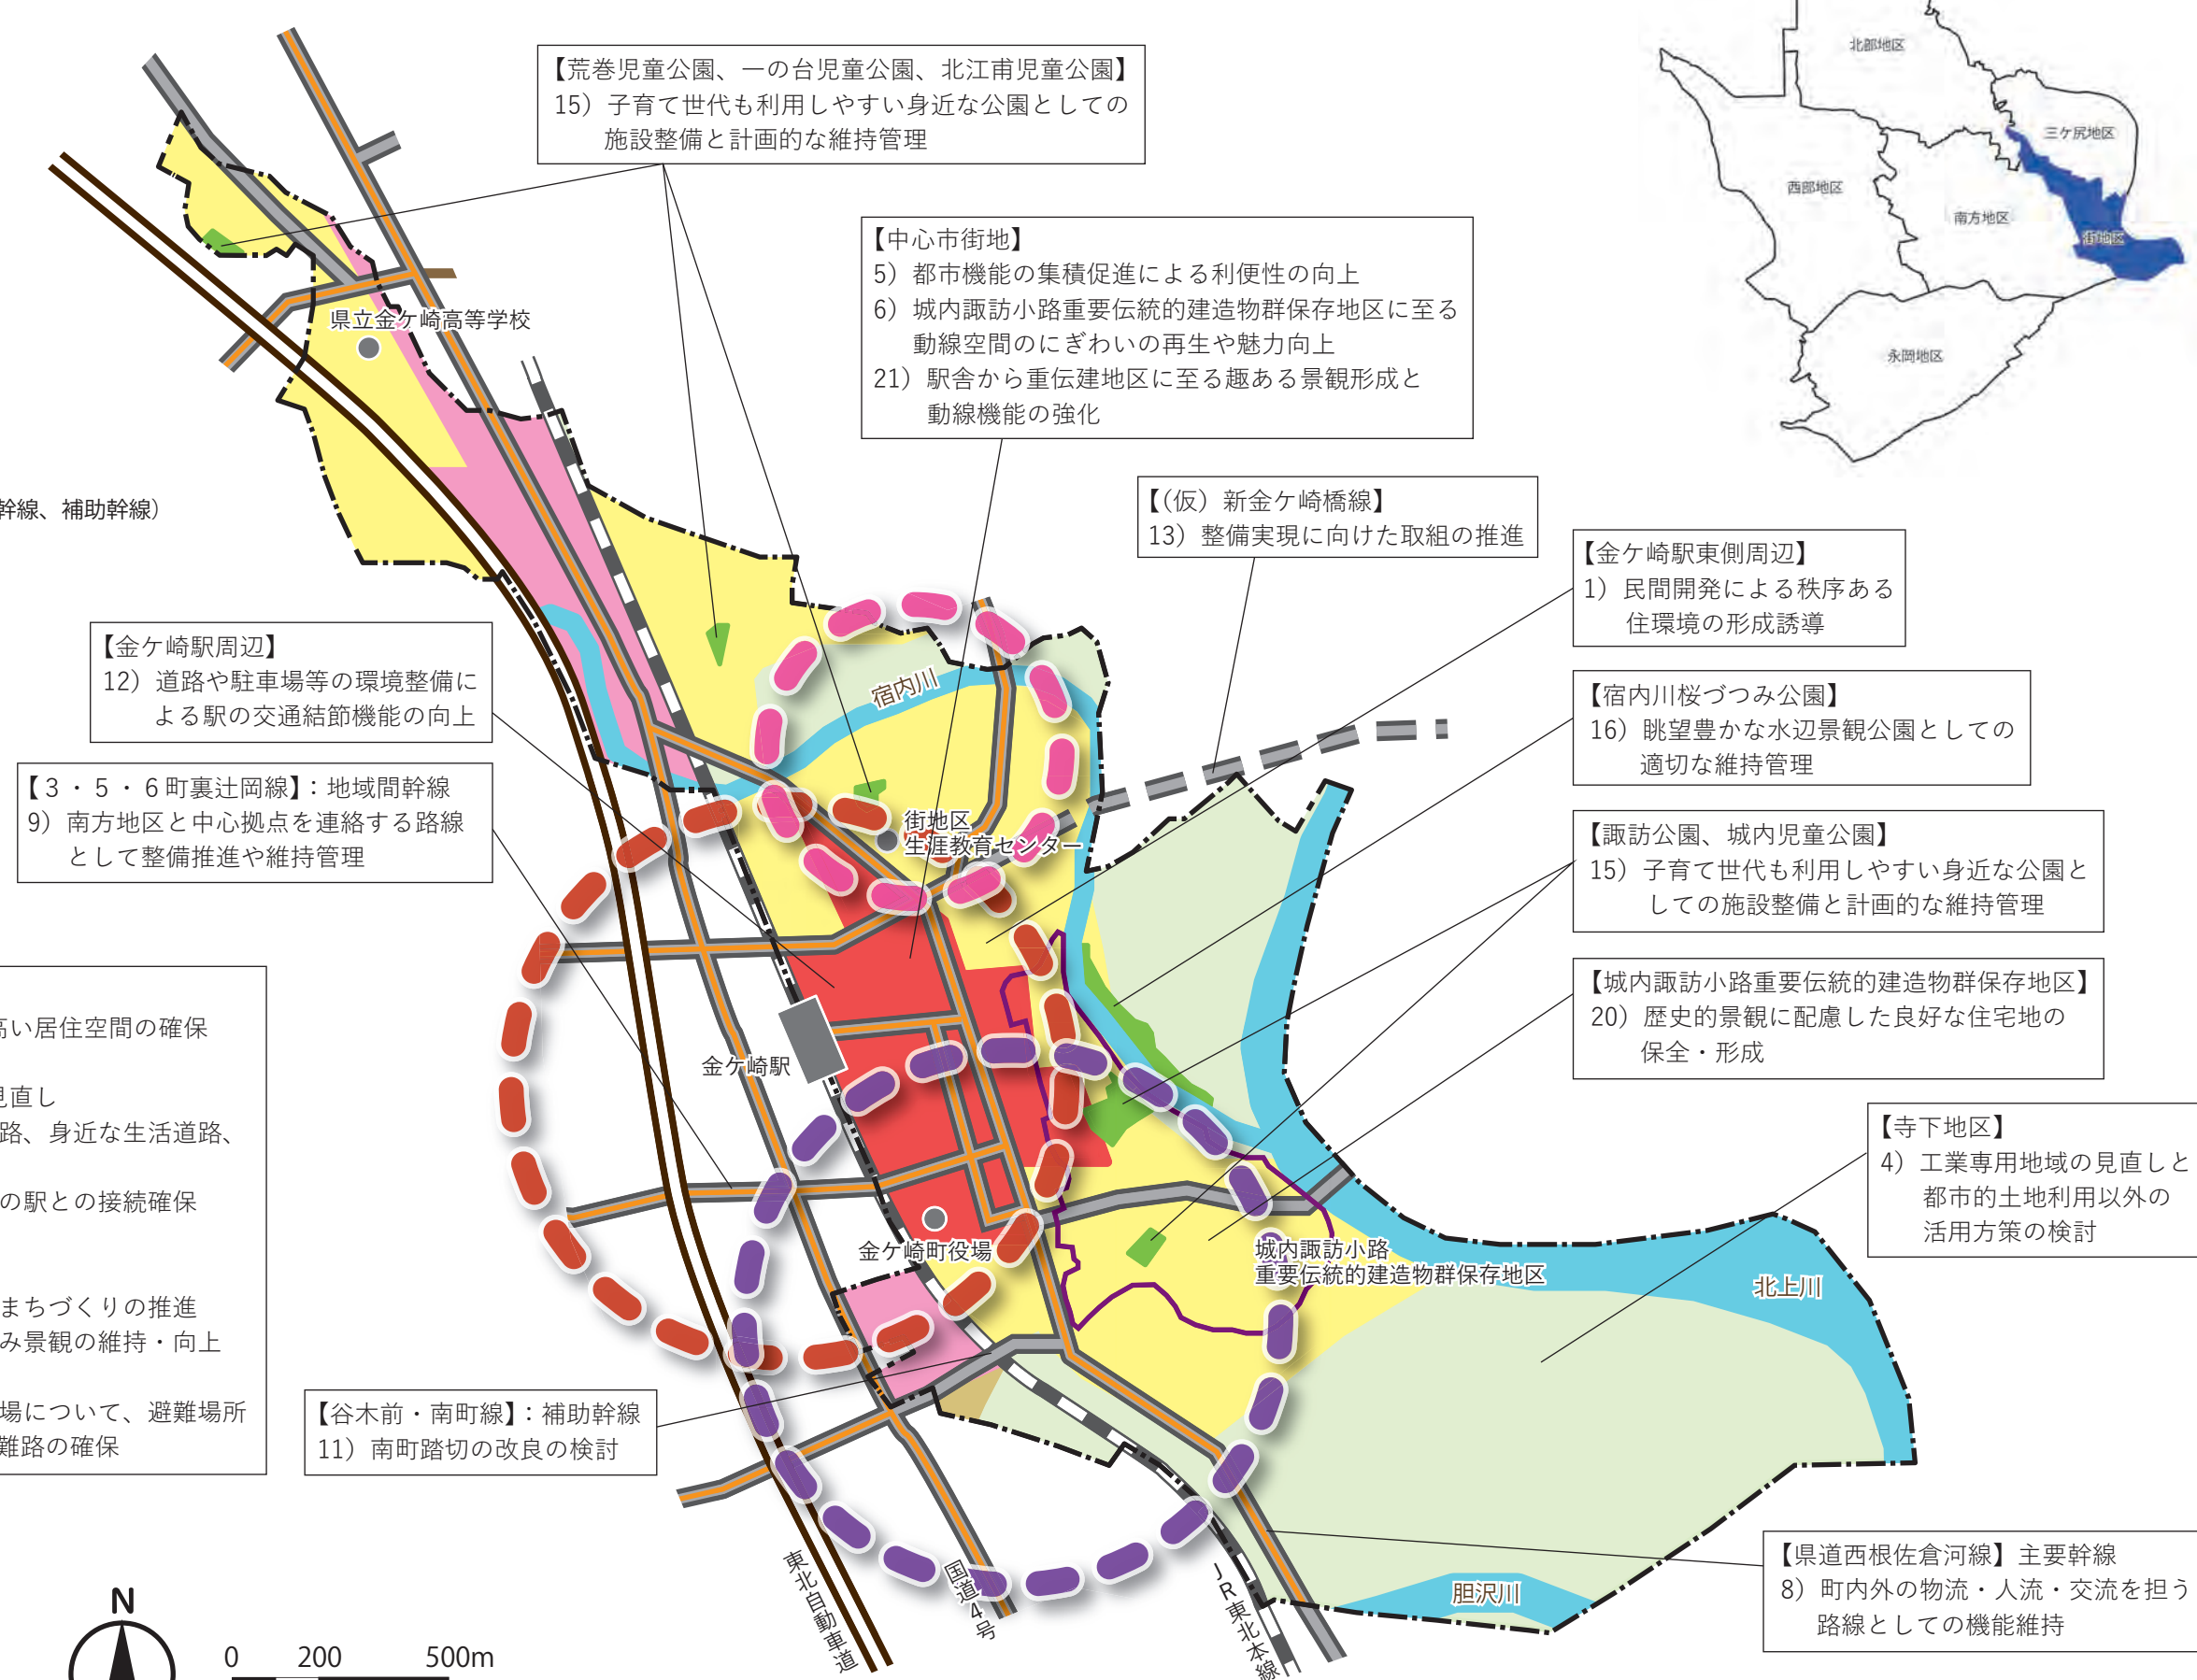 【荒巻児童公園、一の台児童公園、北江甫児童公園】
15）子育て世代も利用しやすい身近な公園としての
施設整備と計画的な維持管理
【中心市街地】
5）都市機能の集積促進による利便性の向上
6）城内諏訪小路重要伝統的建造物群保存地区に至る
動線空間のにぎわいの再生や魅力向上
21）駅舎から重伝建地区に至る趣ある景観形成と
動線機能の強化
北部地区
三ケ尻地区
西部地区
南方地区
街地区
永岡地区
県立金ケ崎高等学校
幹線、補助幹線）
【(仮）新金ケ崎橋線】
13）整備実現に向けた取組の推進
【金ケ崎駅東側周辺】
1）民間開発による秩序ある
住環境の形成誘導
【金ケ崎駅周辺】
12）道路や駐車場等の環境整備に
よる駅の交通結節機能の向上
宿内川
【宿内川桜づつみ公園】
16）眺望豊かな水辺景観公園としての
適切な維持管理
【３・５・６町裏辻岡線】：地域間幹線
9）南方地区と中心拠点を連絡する路線
として整備推進や維持管理
街地区
生涯教育センター
【諏訪公園、城内児童公園】
15）子育て世代も利用しやすい身近な公園と
しての施設整備と計画的な維持管理
【城内諏訪小路重要伝統的建造物群保存地区】
20）歴史的景観に配慮した良好な住宅地の
保全・形成
高い居住空間の確保
見直し
路、身近な生活道路、
の駅との接続確保
まちづくりの推進
み景観の維持・向上
場について、避難場所
難路の確保
金ケ崎駅
【寺下地区】
4）工業専用地域の見直しと
都市的土地利用以外の
活用方策の検討
金ケ崎町役場
城内諏訪小路
重要伝統的建造物群保存地区
北上川
【谷木前・南町線】：補助幹線
11）南町踏切の改良の検討
【県道西根佐倉河線】主要幹線
8）町内外の物流・人流・交流を担う
路線としての機能維持
胆沢川
東北自動車道
国道4号
JR東北本線
N
0 200 500m